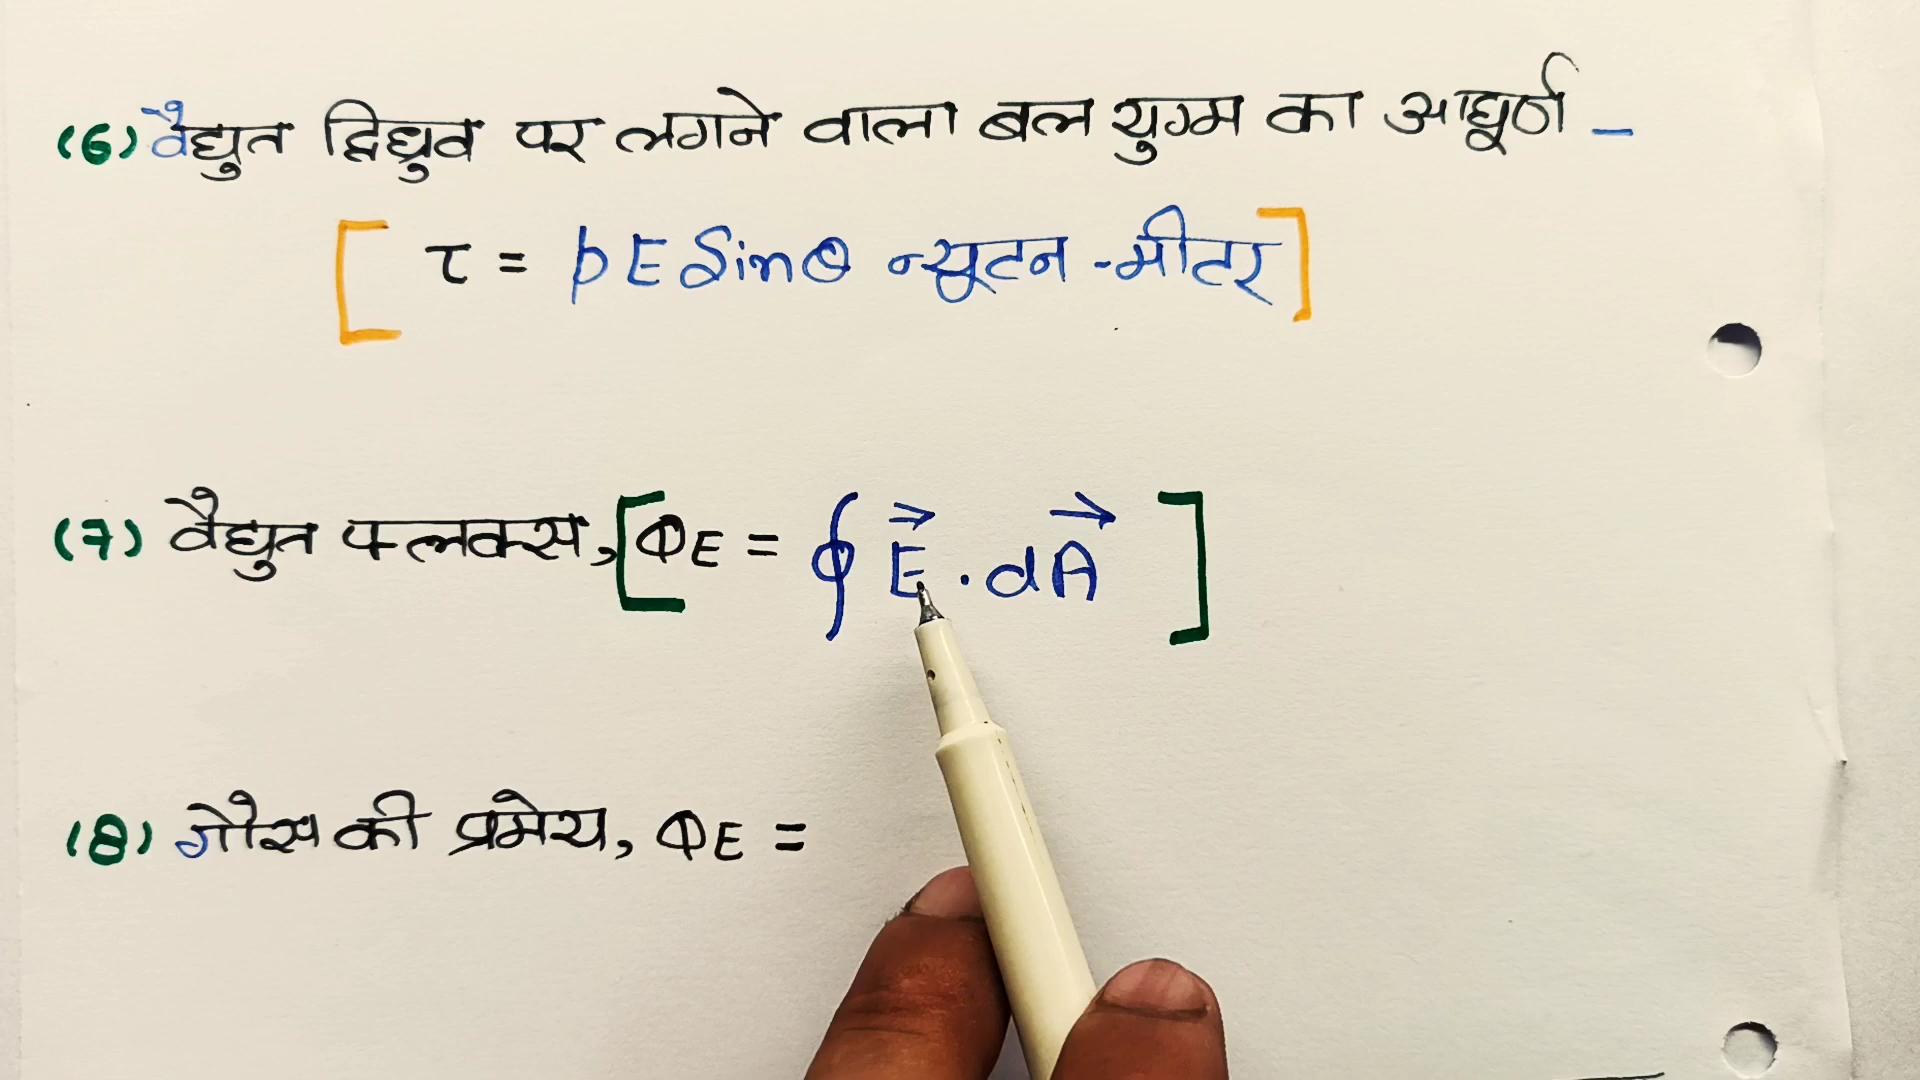 (6) वैद्युत द्विध्रुव पर लगने वाला बल युग्म का आघूर्ण -
[ τ = pE Sinθ न्यूटन-मीटर ]
(7) वैद्युत फ्लक्स, [ ΦE = ∮ E⃗ . dA⃗ ]
(8) गौस की प्रमेय, ΦE =